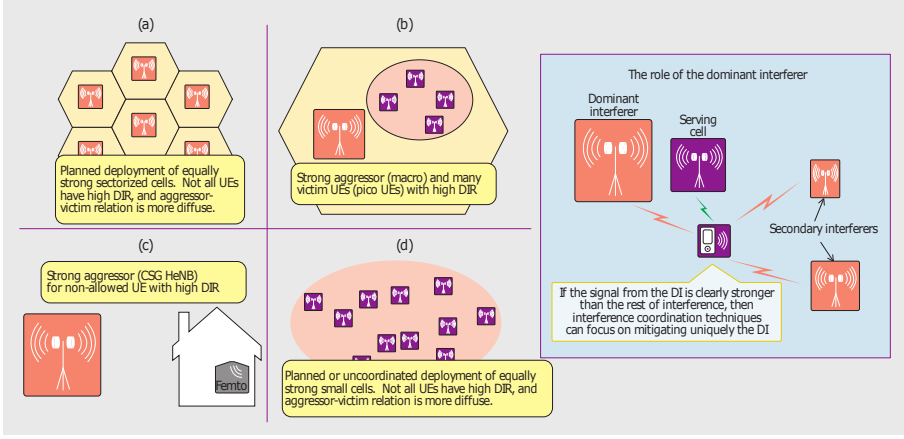 (a)
Planned deployment of equally
strong sectorized cells. Not all UEs
have high DIR, and aggressor-
victim relation is more diffuse.
(b)
Strong aggressor (macro) and many
victim UEs (pico UEs) with high DIR
(c)
Strong aggressor (CSG HeNB)
for non-allowed UE with high DIR
Femto
(d)
Planned or uncoordinated deployment of equally
strong small cells. Not all UEs have high DIR, and
aggressor-victim relation is more diffuse.
The role of the dominant interferer
Dominant
interferer
Serving
cell
Secondary interferers
If the signal from the DI is clearly stronger
than the rest of interference, then
interference coordination techniques
can focus on mitigating uniquely the DI